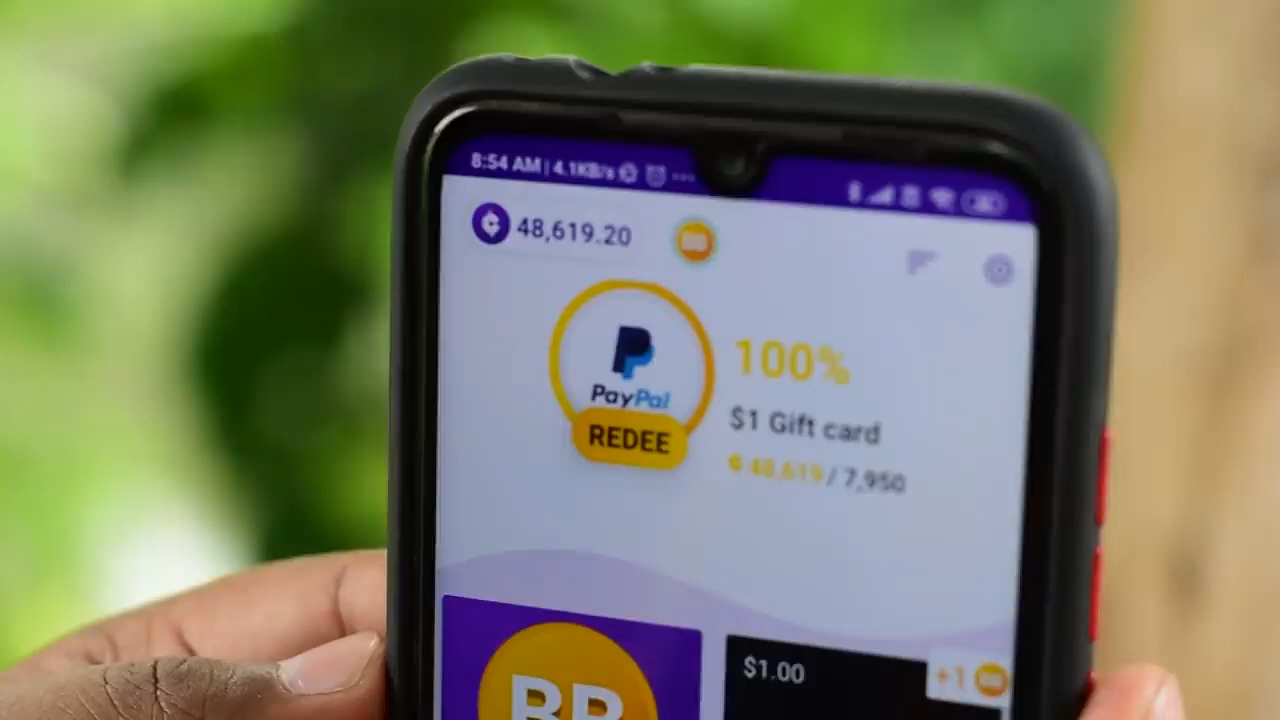 8:54 AM | 4.1KB/s ...
48,619.20
PayPal
REDEE
100%
$1 Gift card
48,619 / 7,950
BB
$1.00
+1